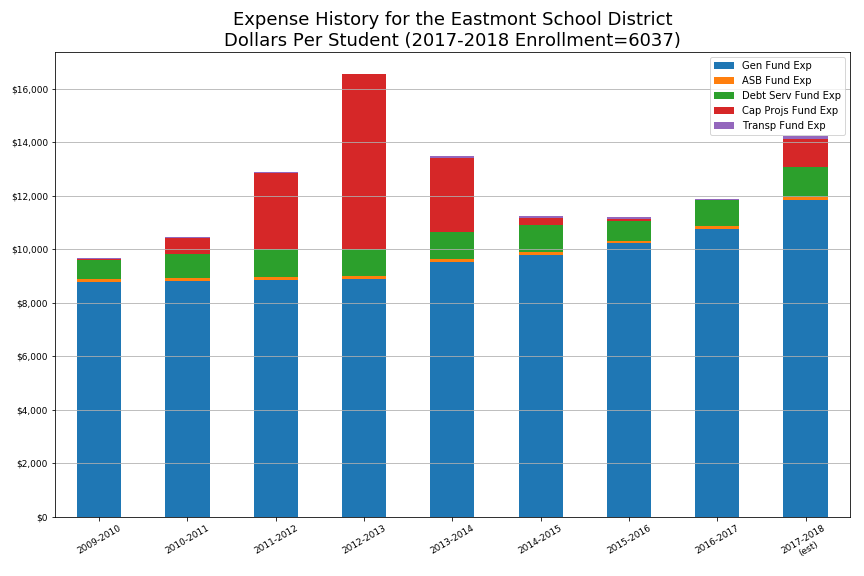 Expense History for the Eastmont School District
Dollars Per Student (2017-2018 Enrollment=6037)
Gen Fund Exp
ASB Fund Exp
Debt Serv Fund Exp
Cap Projs Fund Exp
Transp Fund Exp
$16,000
$14,000
$12,000
$10,000
$8,000
$6,000
$4,000
$2,000
$0
2009-2010
2010-2011
2011-2012
2012-2013
2013-2014
2014-2015
2015-2016
2016-2017
2017-2018
(est)